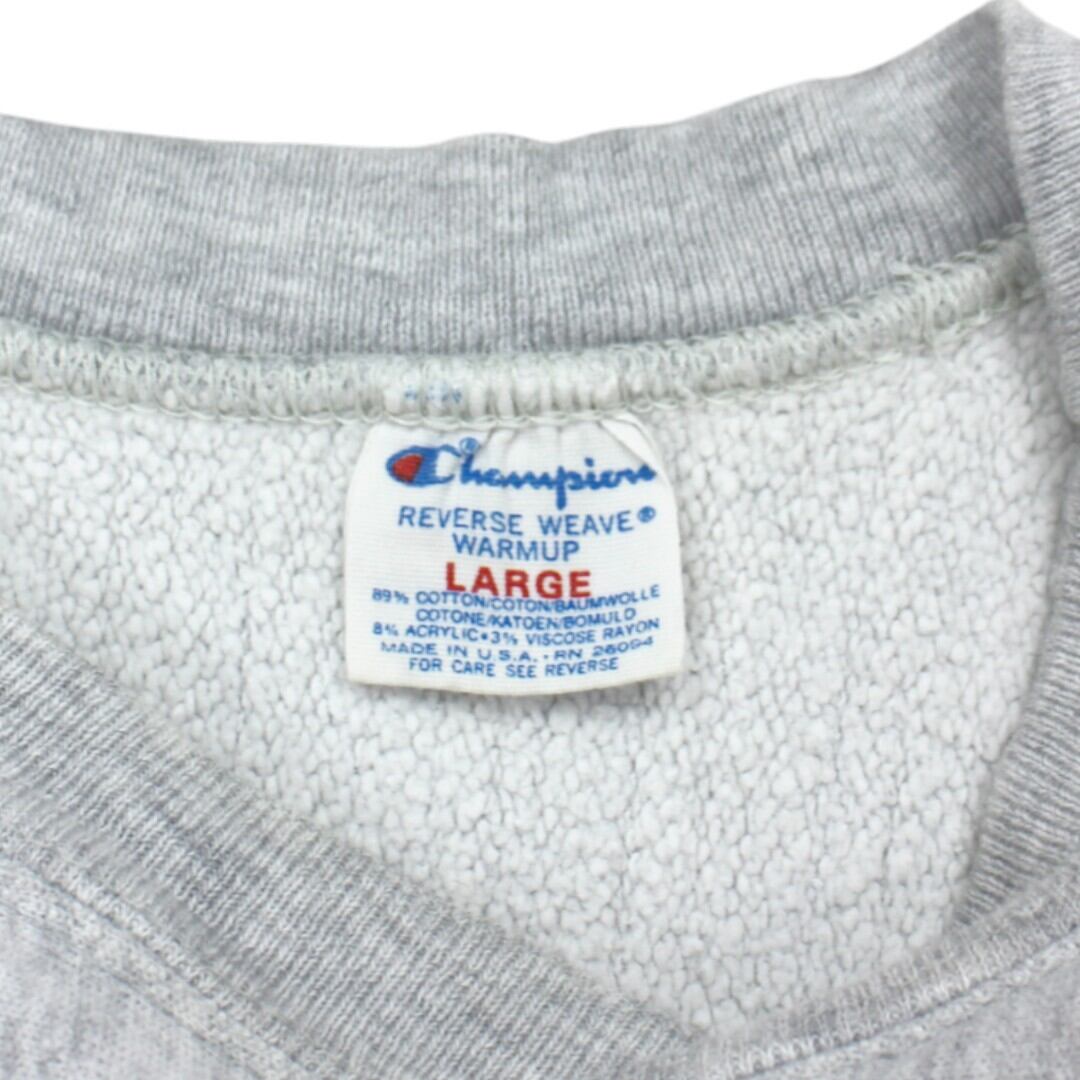 Champion®
REVERSE WEAVE®
WARMUP
LARGE
89% COTTON/COTON/BAUMWOLLE
COTONE/KATOEN/BOMULD
8% ACRYLIC•3% VISCOSE RAYON
MADE IN U.S.A. - RN 26094
FOR CARE SEE REVERSE